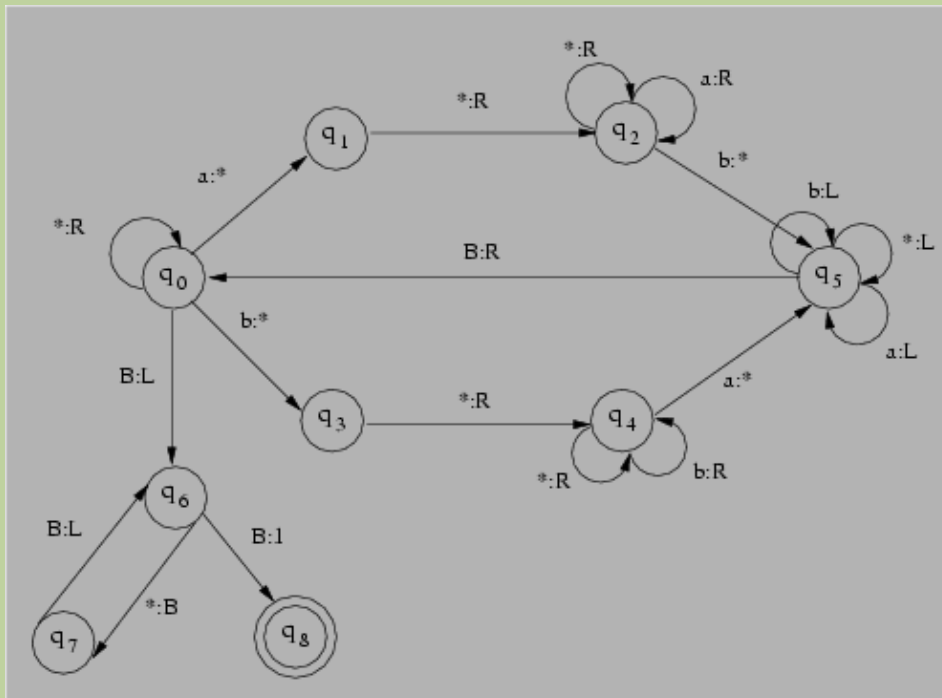 *:R
a:R
*:R
q1
q2
a:*
b:*
b:L
*:R
*:L
B:R
q0
q5
b:*
a:L
B:L
*:R
a:*
q3
q4
*:R
b:R
q6
B:L
B:1
*:B
q7
q8